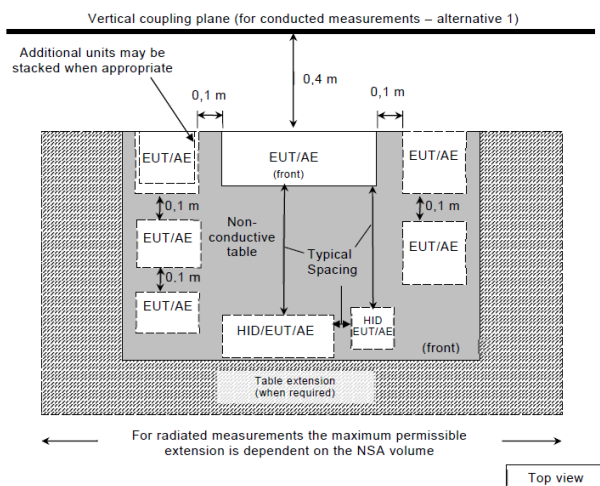 Vertical coupling plane (for conducted measurements – alternative 1)
Additional units may be
stacked when appropriate
0,4 m
0,1 m
0,1 m
EUT/AE
EUT/AE
(front)
EUT/AE
0,1 m
0,1 m
Non-
conductive
table
EUT/AE
Typical
Spacing
EUT/AE
0,1 m
EUT/AE
HID/EUT/AE
HID
EUT/AE
(front)
Table extension
(when required)
For radiated measurements the maximum permissible
extension is dependent on the NSA volume
Top view